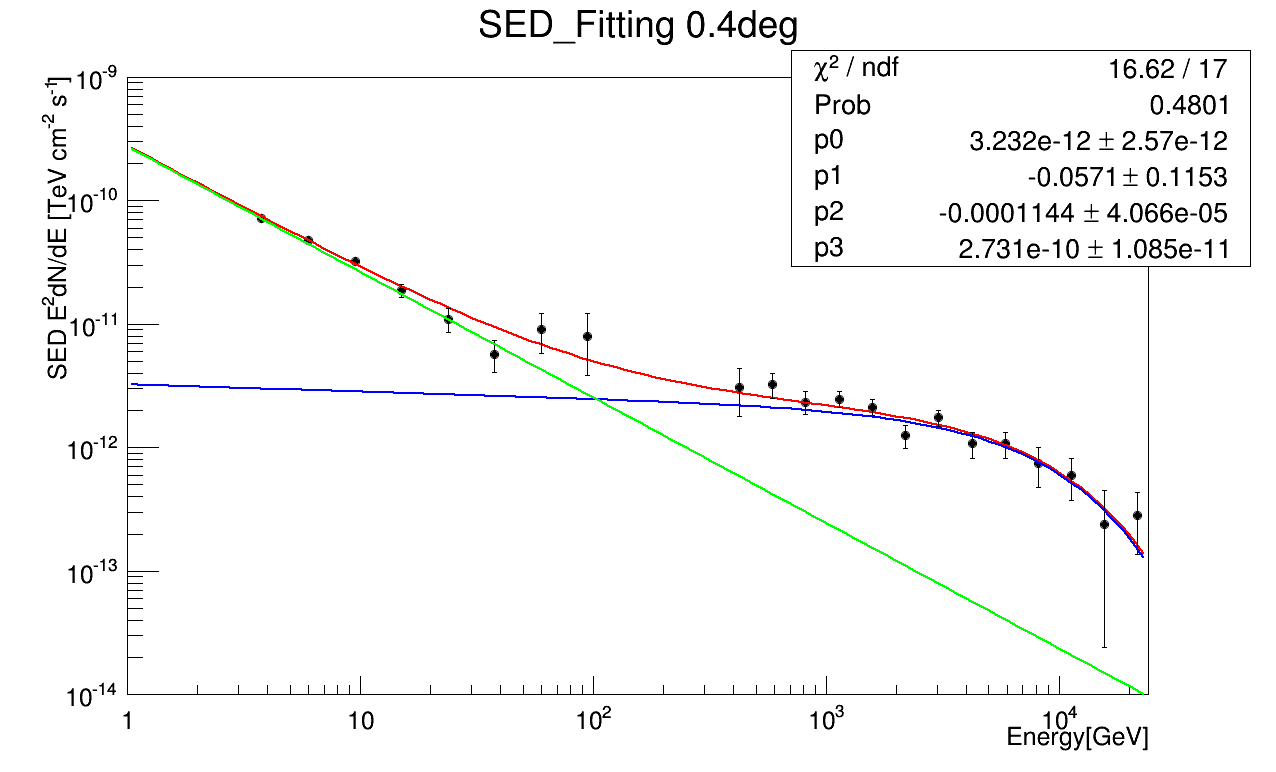 SED_Fitting 0.4deg
χ² / ndf 16.62 / 17
Prob 0.4801
p0 3.232e-12 ± 2.57e-12
p1 -0.0571 ± 0.1153
p2 -0.0001144 ± 4.066e-05
p3 2.731e-10 ± 1.085e-11
SED E²dN/dE [TeV cm⁻² s⁻¹]
10⁻⁹
10⁻¹⁰
10⁻¹¹
10⁻¹²
10⁻¹³
10⁻¹⁴
1 10 10² 10³ 10⁴
Energy[GeV]